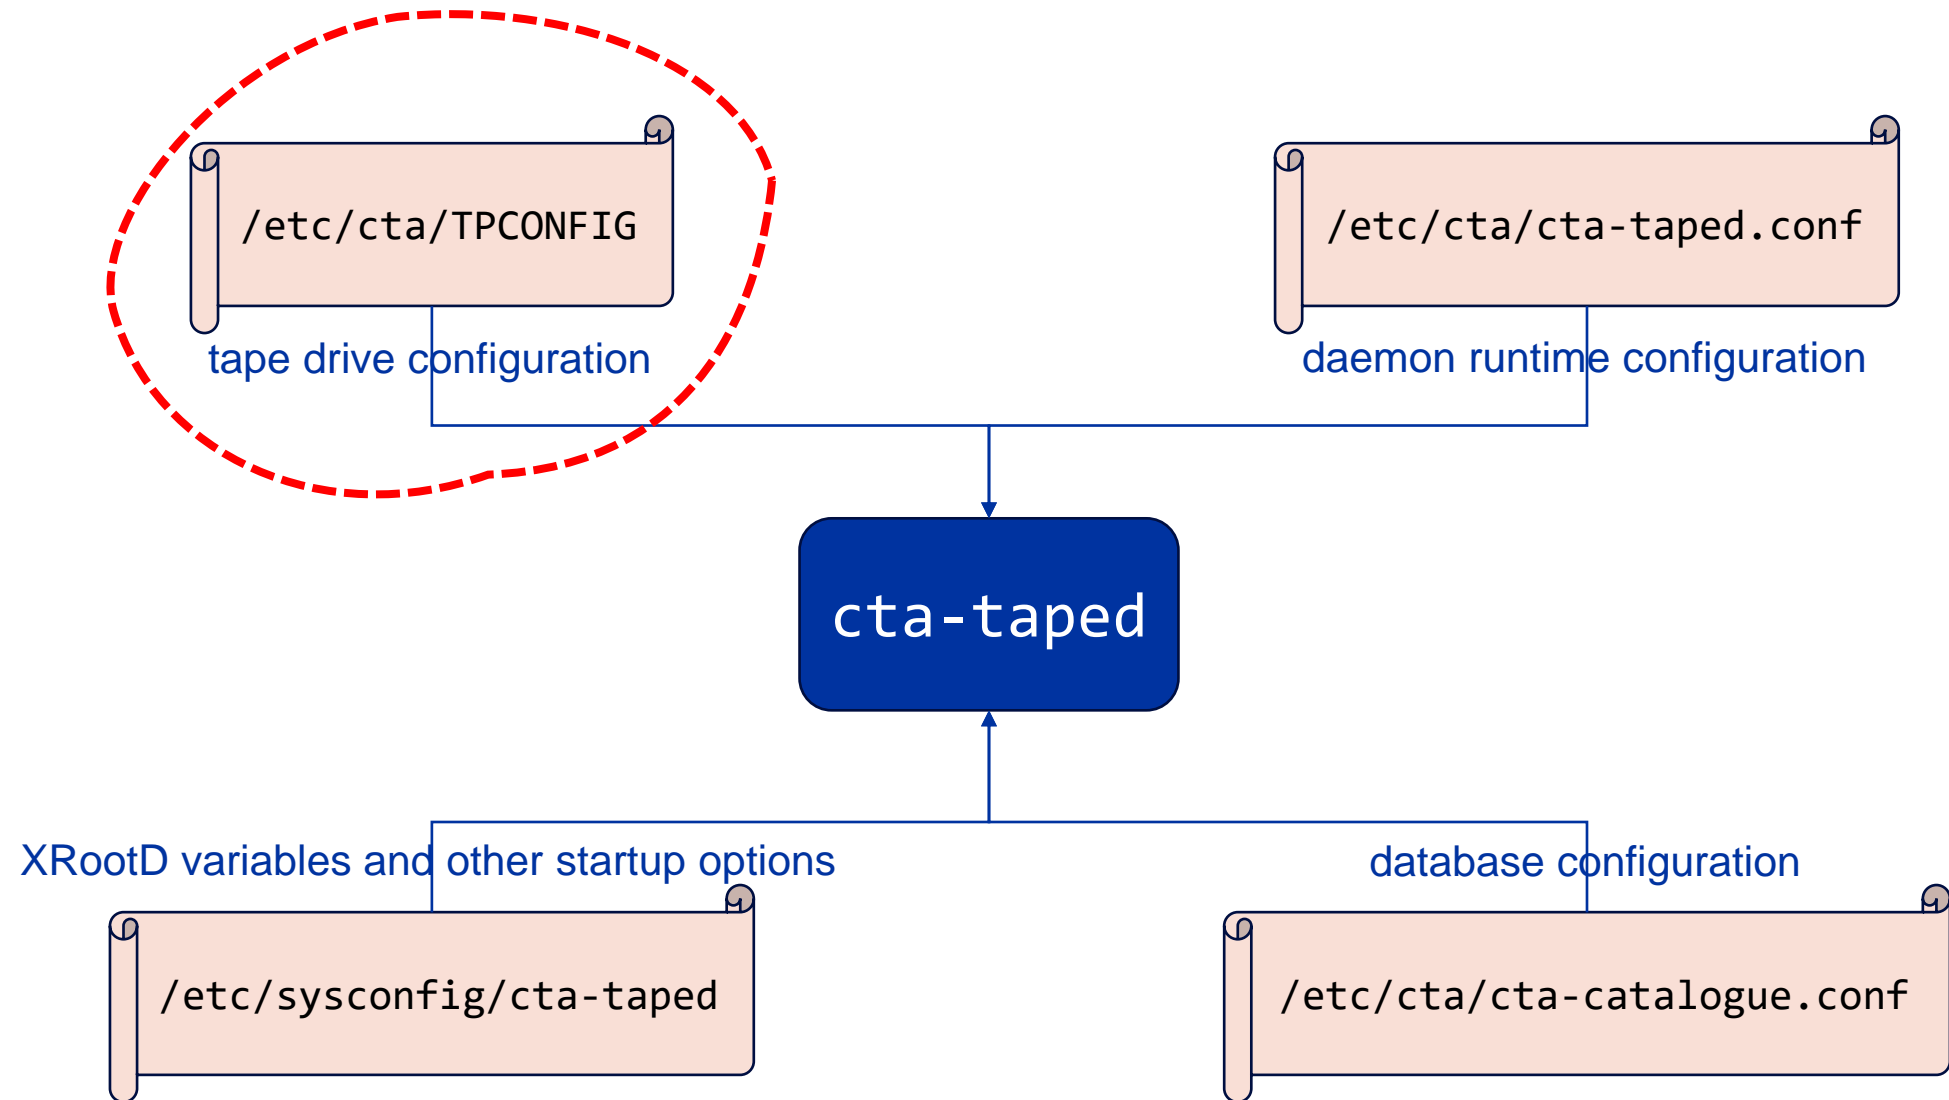 /etc/cta/TPCONFIG
/etc/cta/cta-taped.conf
tape drive configuration
daemon runtime configuration
cta-taped
XRootD variables and other startup options
database configuration
/etc/sysconfig/cta-taped
/etc/cta/cta-catalogue.conf